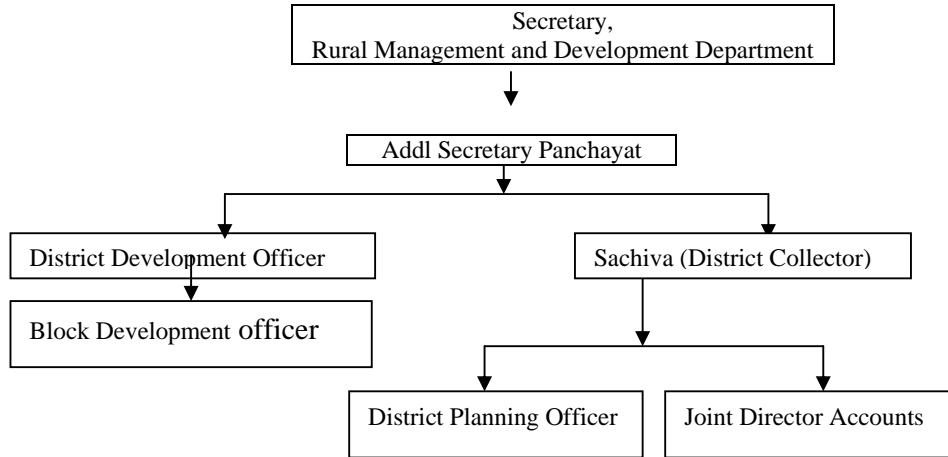 Secretary,
Rural Management and Development Department
Addl Secretary Panchayat
District Development Officer
Sachiva (District Collector)
Block Development officer
District Planning Officer
Joint Director Accounts